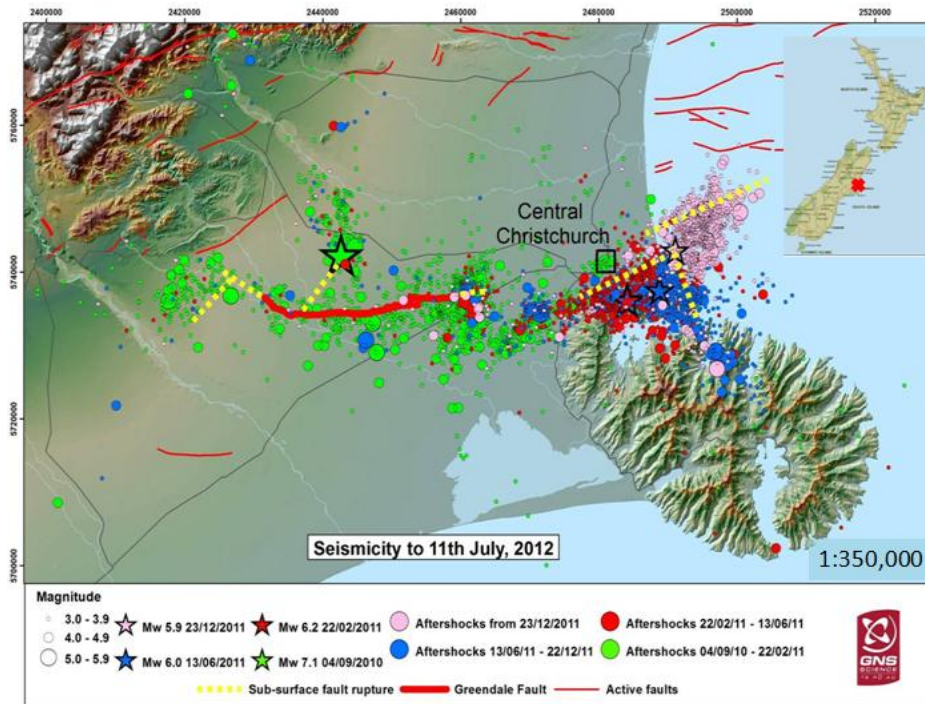 2400000 2420000 2440000 2460000 2480000 2500000 2520000
5760000
5740000
5720000
5700000
Central
Christchurch
Seismicity to 11th July, 2012
1:350,000
Magnitude
3.0 - 3.9
4.0 - 4.9
5.0 - 5.9
Mw 5.9 23/12/2011
Mw 6.2 22/02/2011
Mw 6.0 13/06/2011
Mw 7.1 04/09/2010
Aftershocks from 23/12/2011
Aftershocks 22/02/11 - 13/06/11
Aftershocks 13/06/11 - 22/12/11
Aftershocks 04/09/10 - 22/02/11
Sub-surface fault rupture
Greendale Fault
Active faults
GNS
SCIENCE
TE PŪ AO